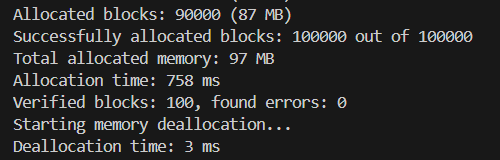 Allocated blocks: 90000 (87 MB)
Successfully allocated blocks: 100000 out of 100000
Total allocated memory: 97 MB
Allocation time: 758 ms
Verified blocks: 100, found errors: 0
Starting memory deallocation...
Deallocation time: 3 ms